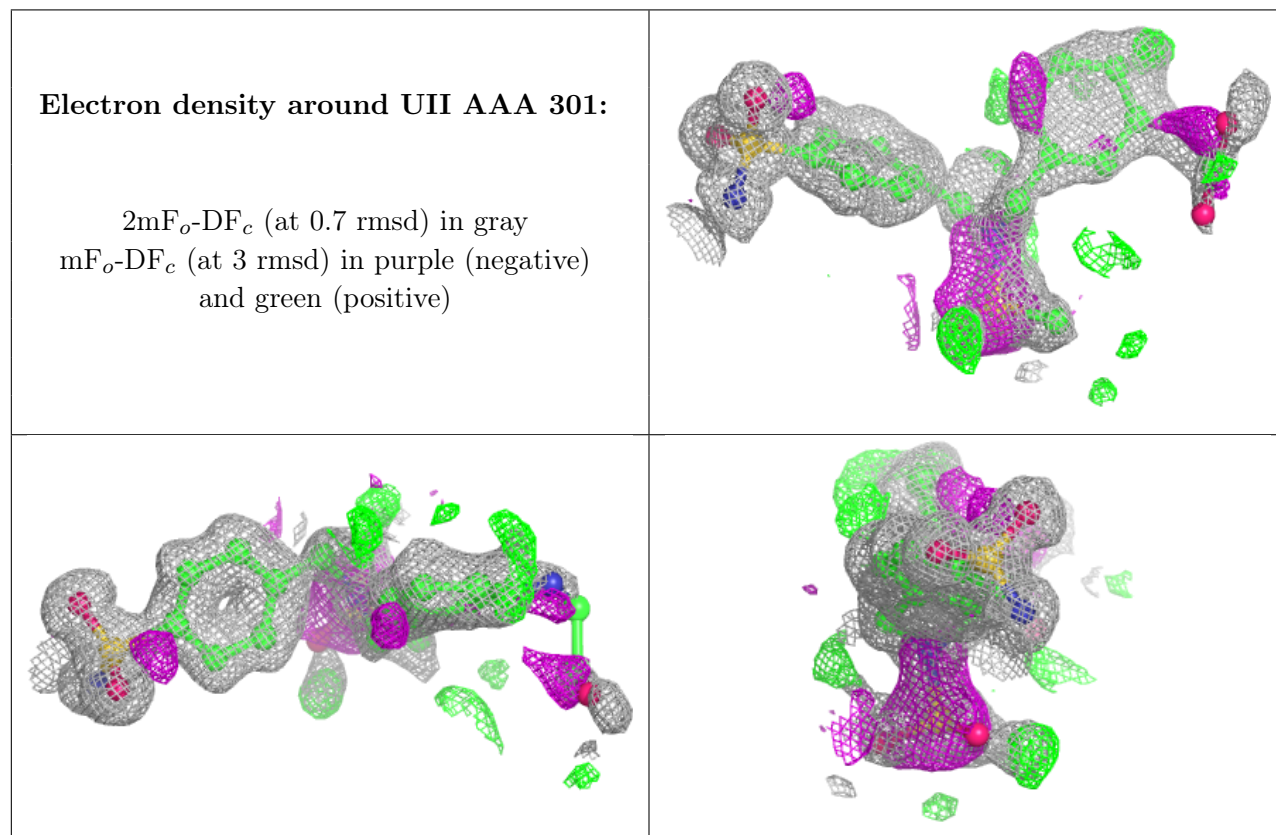 Electron density around UII AAA 301:
2mFo-DFc (at 0.7 rmsd) in gray
mFo-DFc (at 3 rmsd) in purple (negative)
and green (positive)